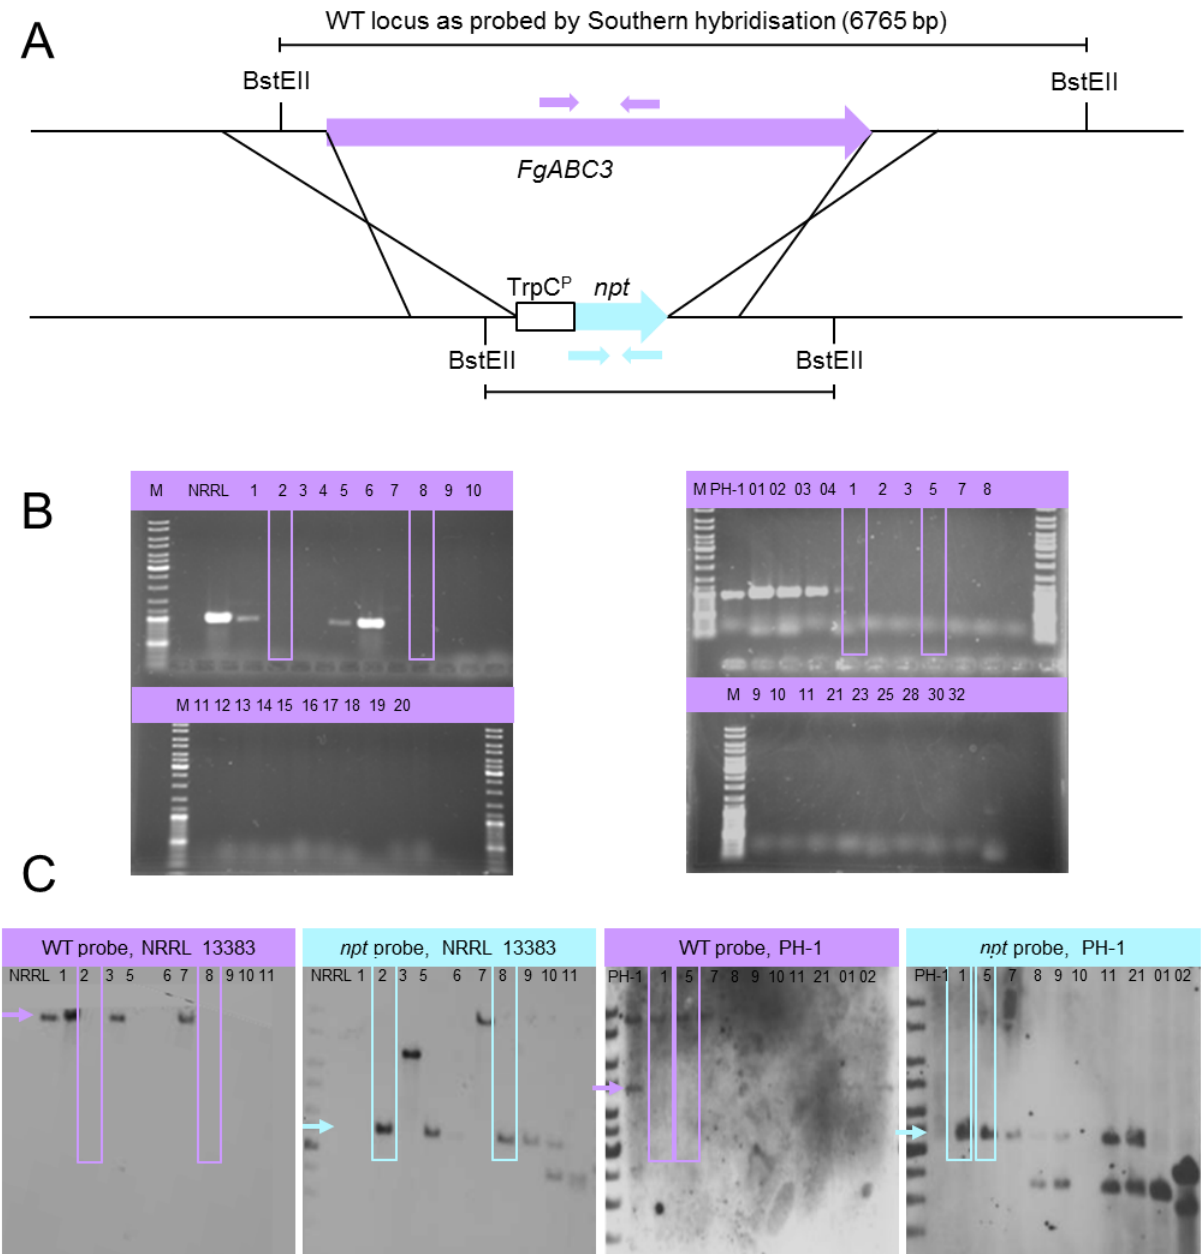 A
WT locus as probed by Southern hybridisation (6765 bp)
BstEII
BstEII
FgABC3
TrpCᴾ npt
BstEII
BstEII
B
M NRRL 1 2 3 4 5 6 7 8 9 10
M 11 12 13 14 15 16 17 18 19 20
M PH-1 01 02 03 04 1 2 3 5 7 8
M 9 10 11 21 23 25 28 30 32
C
WT probe, NRRL 13383
NRRL 1 2 3 5 6 7 8 9 10 11
npt probe, NRRL 13383
NRRL 1 2 3 5 6 7 8 9 10 11
WT probe, PH-1
PH-1 1 5 7 8 9 10 11 21 01 02
npt probe, PH-1
PH-1 1 5 7 8 9 10 11 21 01 02